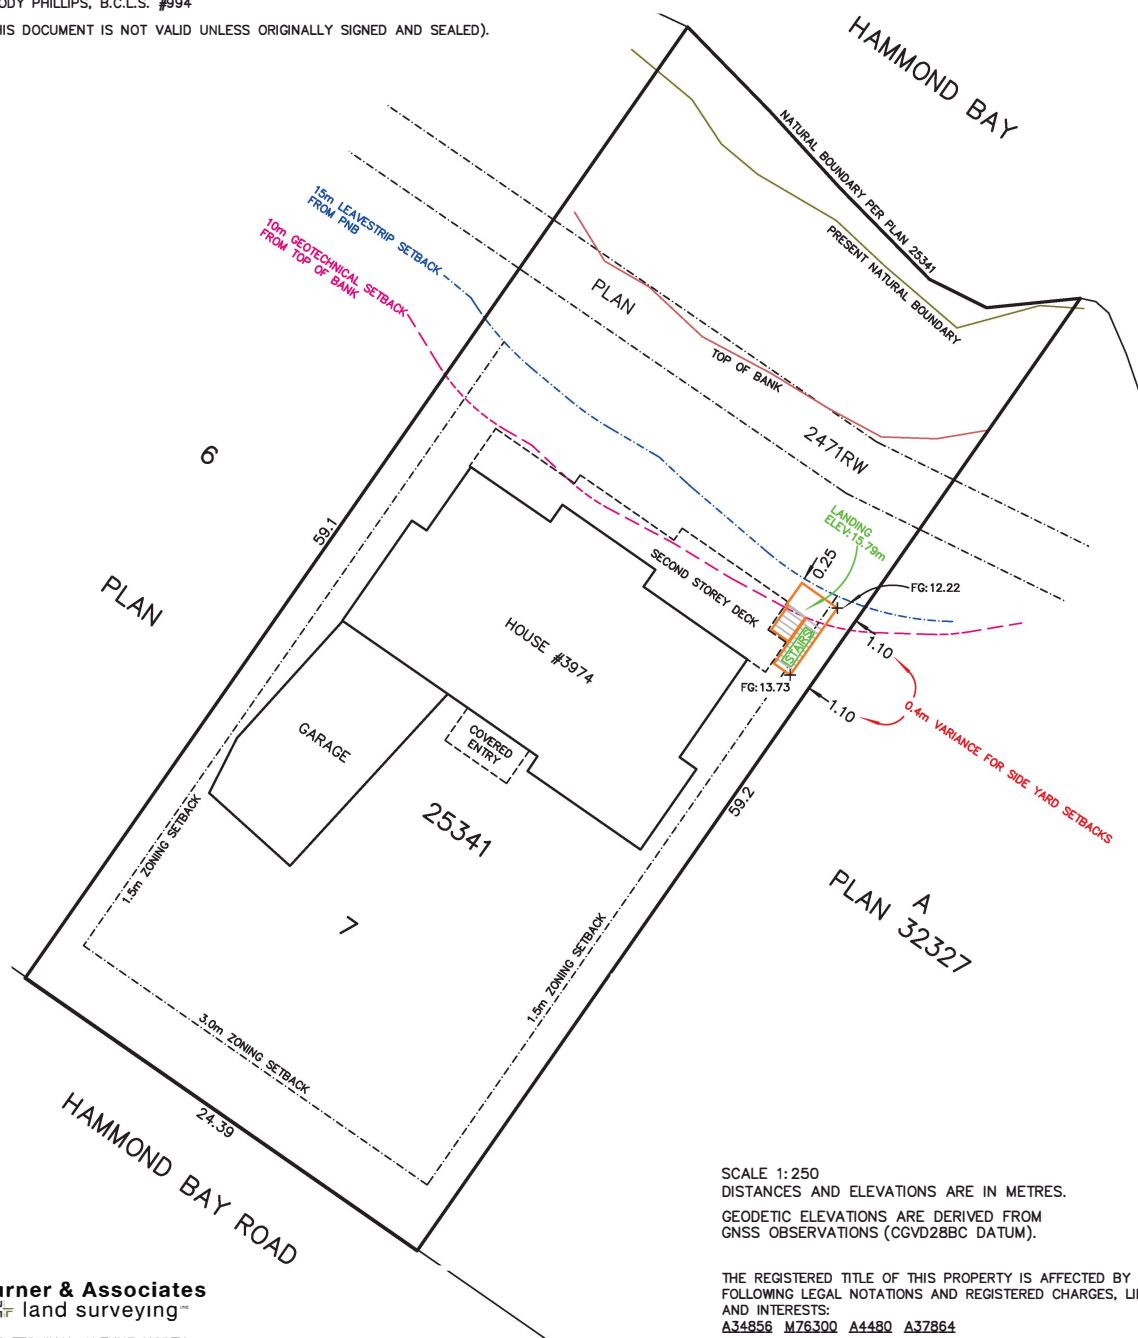 ODY PHILLIPS, B.C.L.S. #994
HIS DOCUMENT IS NOT VALID UNLESS ORIGINALLY SIGNED AND SEALED).
HAMMOND BAY
NATURAL BOUNDARY PER PLAN 25341
PRESENT NATURAL BOUNDARY
15m LEAVESTRIP SETBACK
FROM PNB
10m GEOTECHNICAL SETBACK
FROM TOP OF BANK
PLAN
TOP OF BANK
2471RW
6
PLAN
59.1
LANDING
ELEV:15.79m
0.25
SECOND STOREY DECK
FG:12.22
STAIRS
HOUSE #3974
FG:13.73
1.10
1.10
0.4m VARIANCE FOR SIDE YARD SETBACKS
GARAGE
COVERED
ENTRY
59.2
25341
1.5m ZONING SETBACK
7
A
PLAN 32327
1.5m ZONING SETBACK
3.0m ZONING SETBACK
24.39
HAMMOND BAY ROAD
SCALE 1:250
DISTANCES AND ELEVATIONS ARE IN METRES.
GEODETIC ELEVATIONS ARE DERIVED FROM
GNSS OBSERVATIONS (CGVD28BC DATUM).
THE REGISTERED TITLE OF THIS PROPERTY IS AFFECTED BY
FOLLOWING LEGAL NOTATIONS AND REGISTERED CHARGES, LI
AND INTERESTS:
A34856 M76300 A4480 A37864
rner & Associates
land surveying